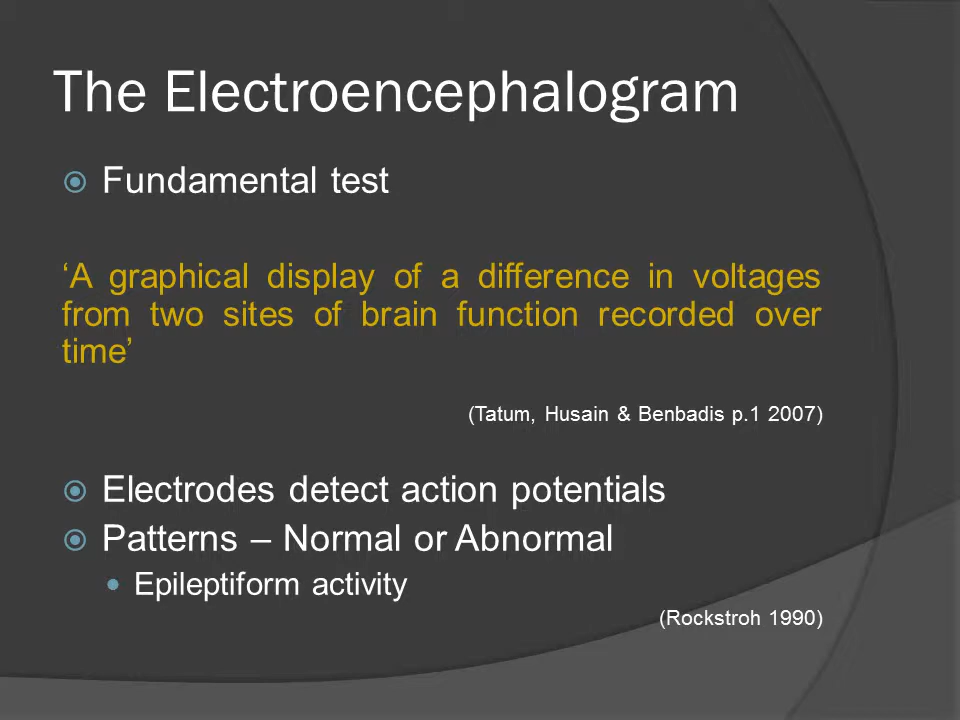 The Electroencephalogram
Fundamental test
‘A graphical display of a difference in voltages
from two sites of brain function recorded over
time’
(Tatum, Husain & Benbadis p.1 2007)
Electrodes detect action potentials
Patterns – Normal or Abnormal
Epileptiform activity
(Rockstroh 1990)